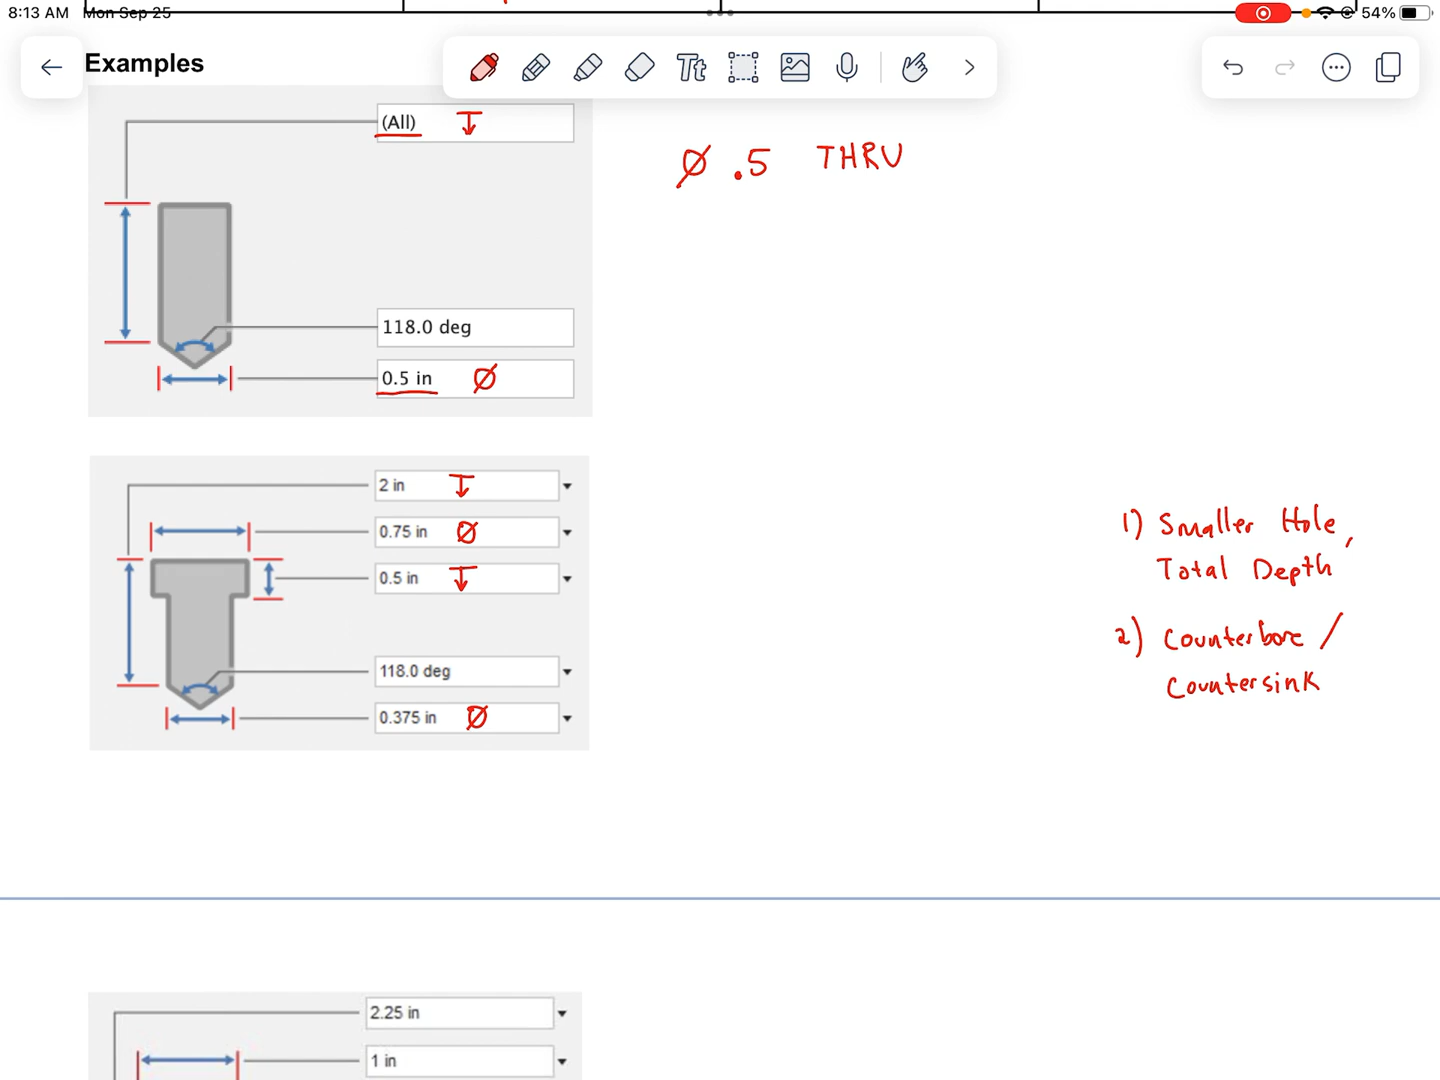 8:13 AM Mon Sep 25
54%
Examples
Tt
(All) ↧
⌀ .5 THRU
118.0 deg
0.5 in ⌀
2 in ↧
0.75 in ⌀
0.5 in ↧
118.0 deg
0.375 in ⌀
1) Smaller Hole,
Total Depth
2) Counterbore /
Countersink
2.25 in
1 in